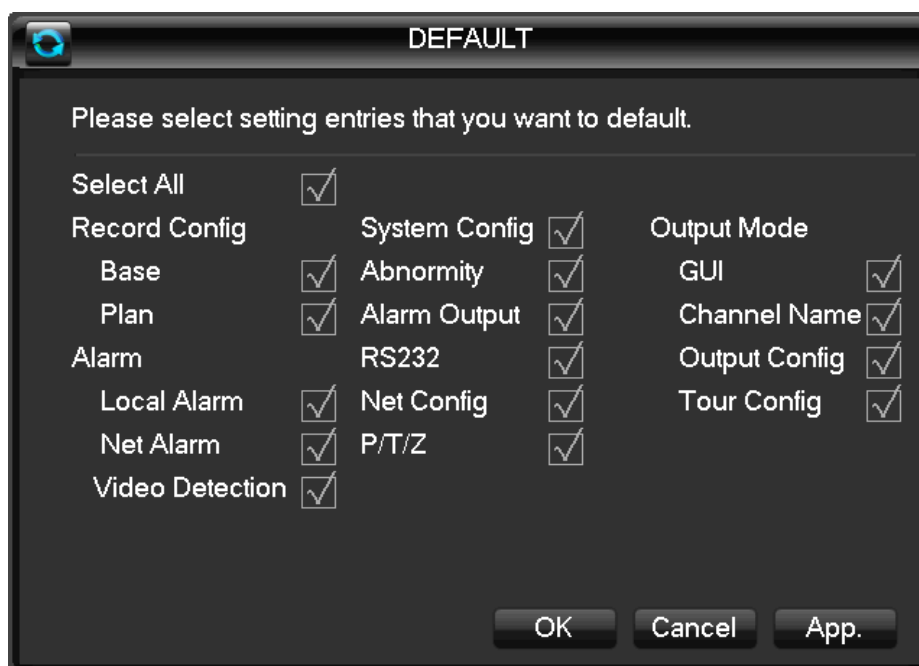 DEFAULT
Please select setting entries that you want to default.
Select All
Record Config System Config Output Mode
Base Abnormity GUI
Plan Alarm Output Channel Name
Alarm RS232 Output Config
Local Alarm Net Config Tour Config
Net Alarm P/T/Z
Video Detection
OK Cancel App.